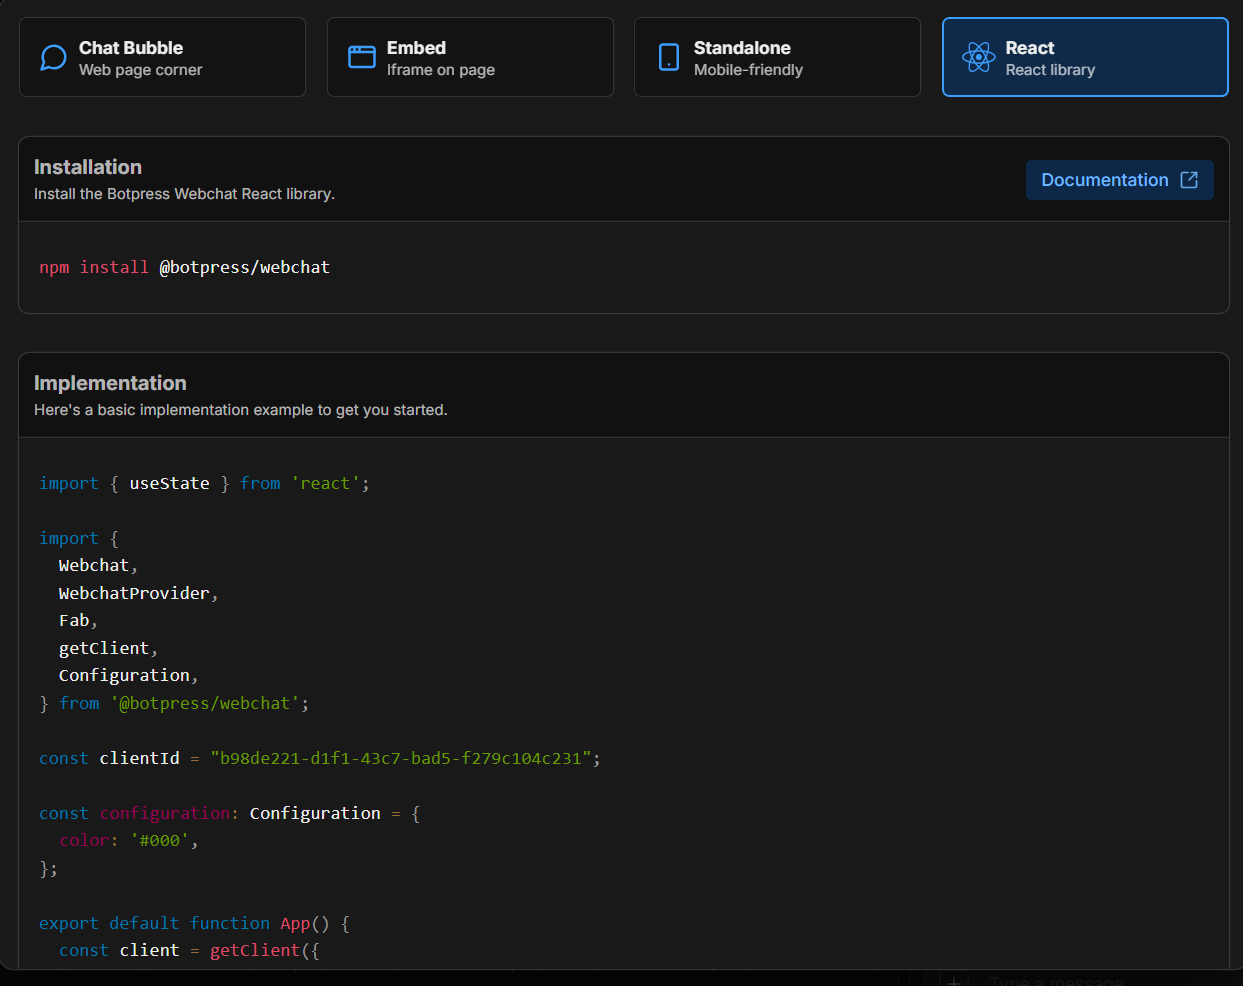 Chat Bubble
Web page corner
Embed
Iframe on page
Standalone
Mobile-friendly
React
React library
Installation
Install the Botpress Webchat React library.
Documentation
npm install @botpress/webchat
Implementation
Here's a basic implementation example to get you started.
import { useState } from 'react';
import {
  Webchat,
  WebchatProvider,
  Fab,
  getClient,
  Configuration,
} from '@botpress/webchat';
const clientId = "b98de221-d1f1-43c7-bad5-f279c104c231";
const configuration: Configuration = {
  color: '#000',
};
export default function App() {
  const client = getClient({
Type a message